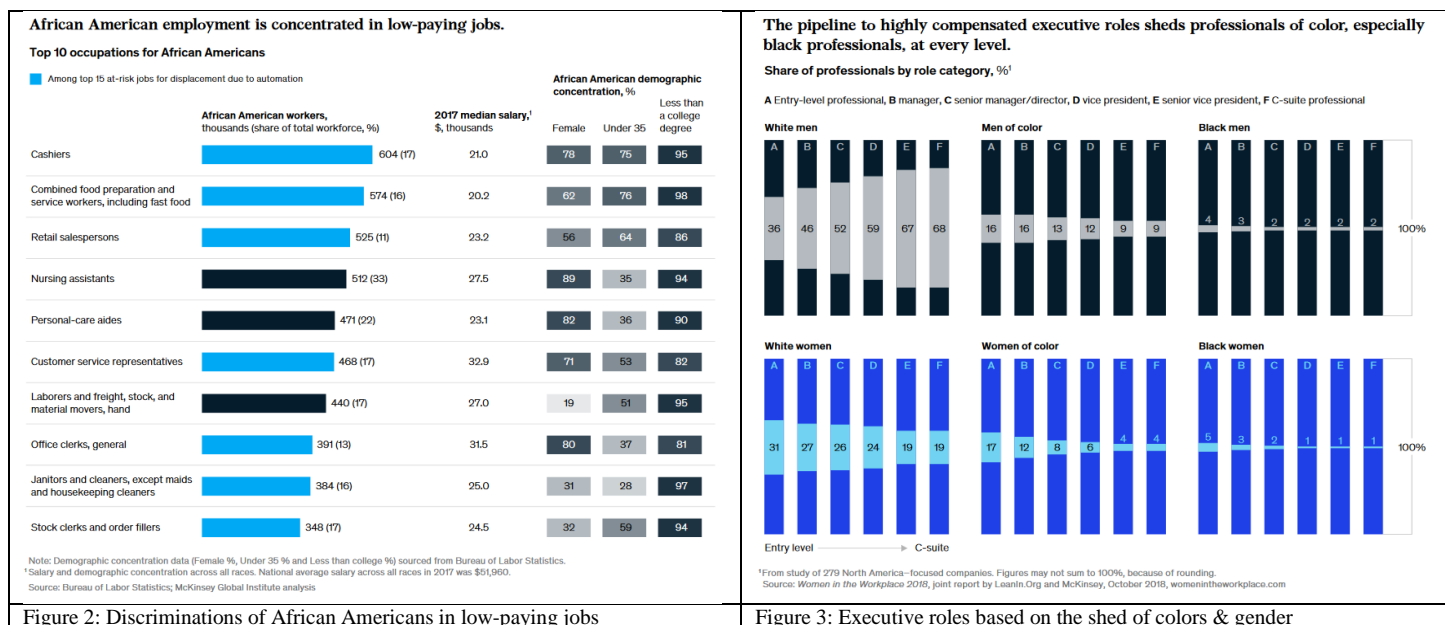 African American employment is concentrated in low-paying jobs.
Top 10 occupations for African Americans
Among top 15 at-risk jobs for displacement due to automation
African American demographic
concentration, %
African American workers,
thousands (share of total workforce, %)
2017 median salary,¹
$, thousands
Female
Under 35
Less than
a college
degree
Cashiers 604 (17) 21.0 78 75 95
Combined food preparation and
service workers, including fast food 574 (16) 20.2 62 76 98
Retail salespersons 525 (11) 23.2 56 64 86
Nursing assistants 512 (33) 27.5 89 35 94
Personal-care aides 471 (22) 23.1 82 36 90
Customer service representatives 468 (17) 32.9 71 53 82
Laborers and freight, stock, and
material movers, hand 440 (17) 27.0 19 51 95
Office clerks, general 391 (13) 31.5 80 37 81
Janitors and cleaners, except maids
and housekeeping cleaners 384 (16) 25.0 31 28 97
Stock clerks and order fillers 348 (17) 24.5 32 59 94
Note: Demographic concentration data (Female %, Under 35 % and Less than college %) sourced from Bureau of Labor Statistics.
¹Salary and demographic concentration across all races. National average salary across all races in 2017 was $51,960.
Source: Bureau of Labor Statistics; McKinsey Global Institute analysis
Figure 2: Discriminations of African Americans in low-paying jobs
The pipeline to highly compensated executive roles sheds professionals of color, especially
black professionals, at every level.
Share of professionals by role category, %¹
A Entry-level professional, B manager, C senior manager/director, D vice president, E senior vice president, F C-suite professional
White men
A B C D E F
36 46 52 59 67 68
Men of color
A B C D E F
16 16 13 12 9 9
Black men
A B C D E F
4 3 2 2 2 2
100%
White women
A B C D E F
31 27 26 24 19 19
Women of color
A B C D E F
17 12 8 6 4 4
Black women
A B C D E F
5 3 2 1 1 1
100%
Entry level C-suite
¹From study of 279 North America–focused companies. Figures may not sum to 100%, because of rounding.
Source: Women in the Workplace 2018, joint report by LeanIn.Org and McKinsey, October 2018, womenintheworkplace.com
Figure 3: Executive roles based on the shed of colors & gender